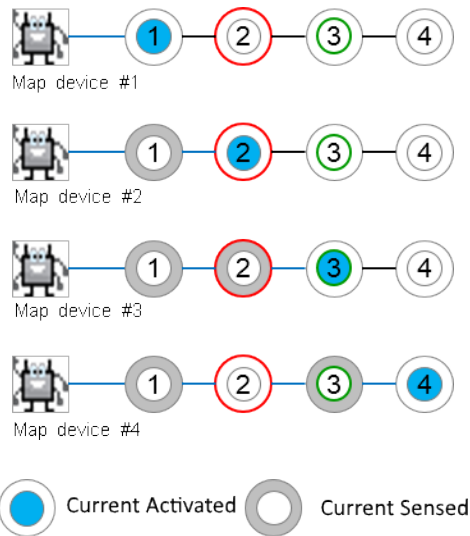 1 2 3 4
Map device #1
1 2 3 4
Map device #2
1 2 3 4
Map device #3
1 2 3 4
Map device #4
Current Activated Current Sensed